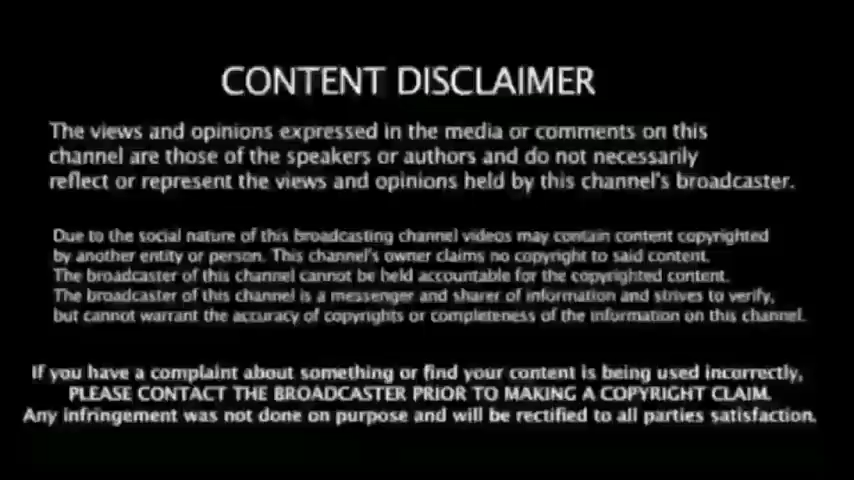 CONTENT DISCLAIMER
The views and opinions expressed in the media or comments on this
channel are those of the speakers or authors and do not necessarily
reflect or represent the views and opinions held by this channel's broadcaster.
Due to the social nature of this broadcasting channel videos may contain content copyrighted
by another entity or person. This channel's owner claims no copyright to said content.
The broadcaster of this channel cannot be held accountable for the copyrighted content.
The broadcaster of this channel is a messenger and sharer of information and strives to verify,
but cannot warrant the accuracy of copyrights or completeness of the information on this channel.
If you have a complaint about something or find your content is being used incorrectly,
PLEASE CONTACT THE BROADCASTER PRIOR TO MAKING A COPYRIGHT CLAIM.
Any infringement was not done on purpose and will be rectified to all parties satisfaction.